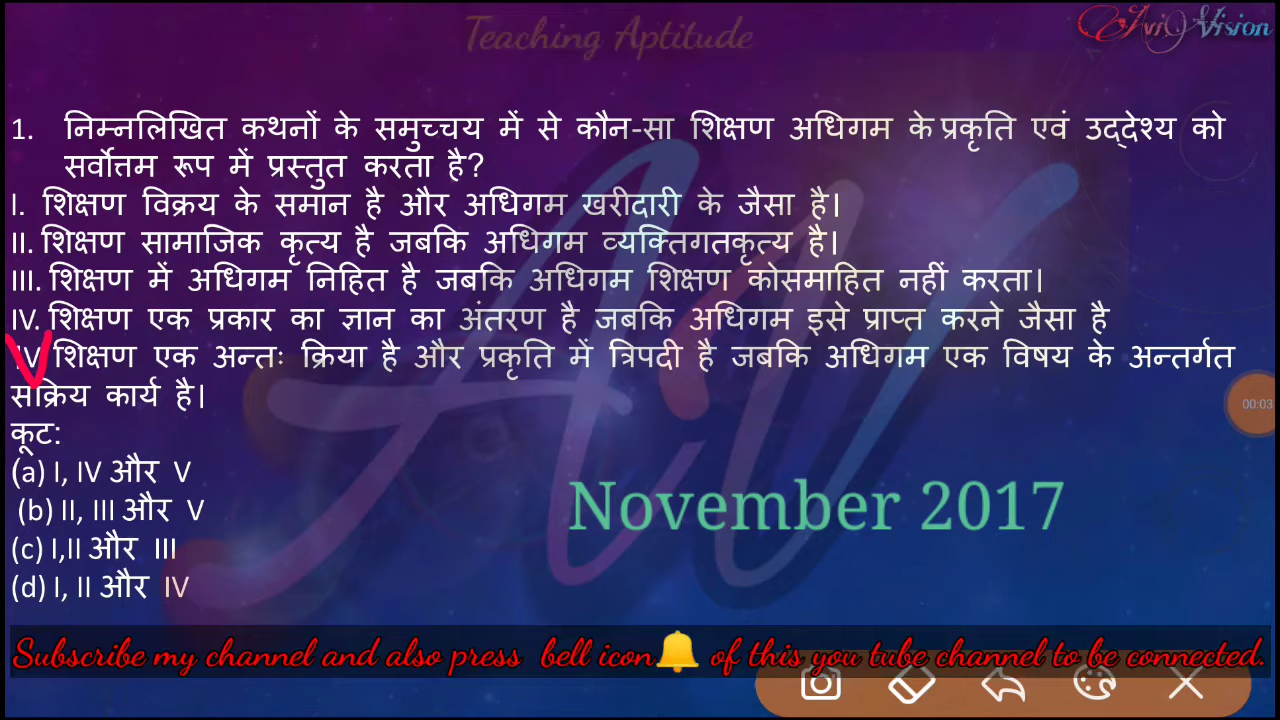 Teaching Aptitude
Avi Vision
1. निम्नलिखित कथनों के समुच्चय में से कौन-सा शिक्षण अधिगम के प्रकृति एवं उद्देश्य को
सर्वोत्तम रूप में प्रस्तुत करता है?
I. शिक्षण विक्रय के समान है और अधिगम खरीदारी के जैसा है।
II. शिक्षण सामाजिक कृत्य है जबकि अधिगम व्यक्तिगतकृत्य है।
III. शिक्षण में अधिगम निहित है जबकि अधिगम शिक्षण कोसमाहित नहीं करता।
IV. शिक्षण एक प्रकार का ज्ञान का अंतरण है जबकि अधिगम इसे प्राप्त करने जैसा है
V शिक्षण एक अन्तः क्रिया है और प्रकृति में त्रिपदी है जबकि अधिगम एक विषय के अन्तर्गत
सक्रिय कार्य है।
00:03
कूट:
(a) I, IV और V
(b) II, III और V
(c) I,II और III
(d) I, II और IV
November 2017
Subscribe my channel and also press bell icon🔔 of this you tube channel to be connected.